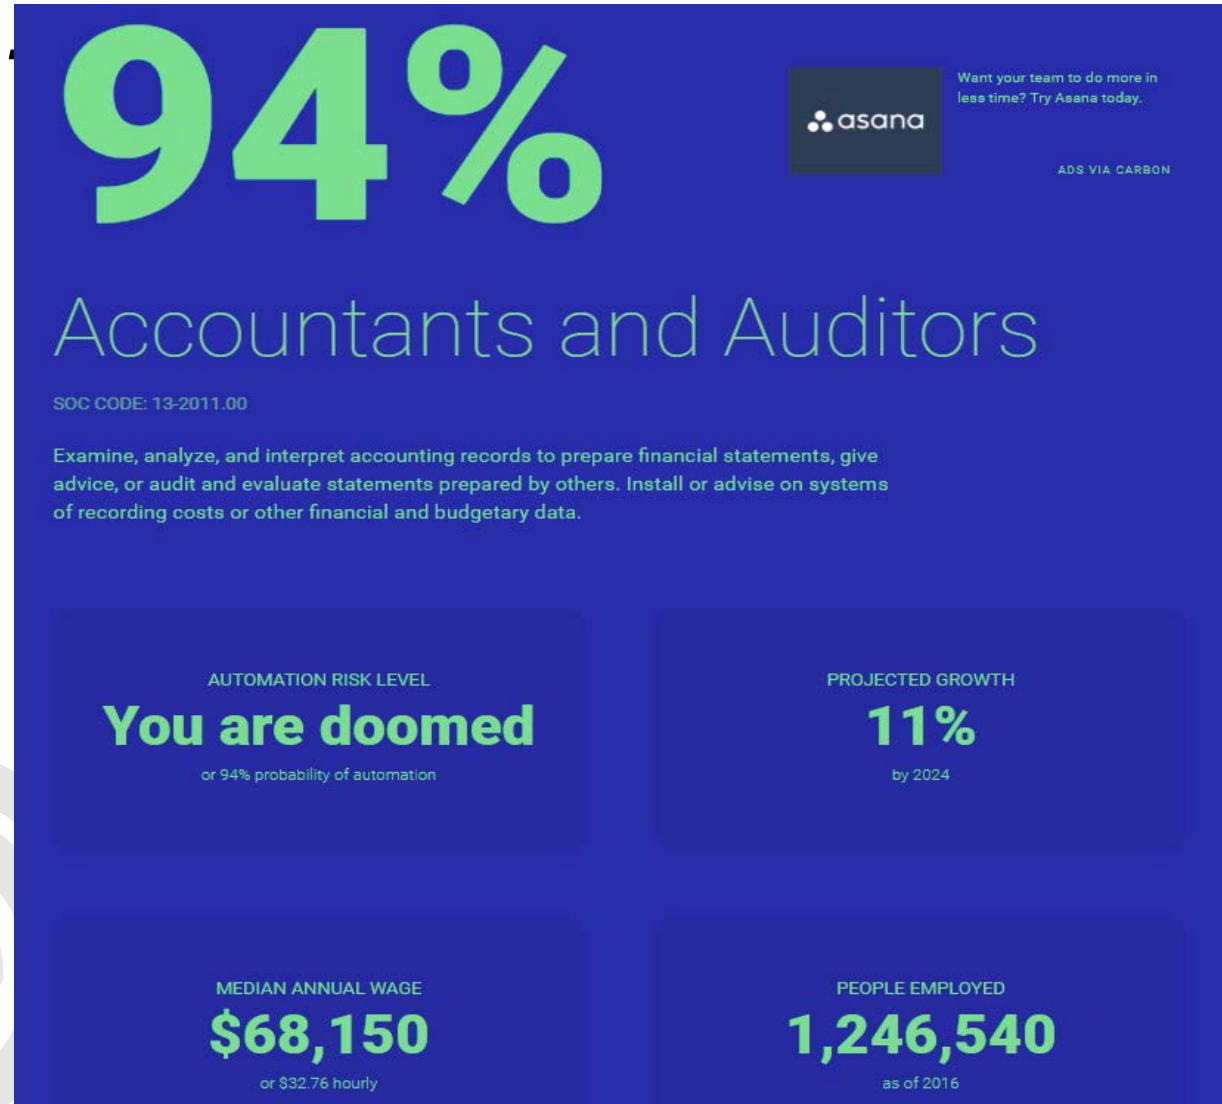 94%
asana
Want your team to do more in
less time? Try Asana today.
ADS VIA CARBON
Accountants and Auditors
SOC CODE: 13-2011.00
Examine, analyze, and interpret accounting records to prepare financial statements, give
advice, or audit and evaluate statements prepared by others. Install or advise on systems
of recording costs or other financial and budgetary data.
AUTOMATION RISK LEVEL
You are doomed
or 94% probability of automation
PROJECTED GROWTH
11%
by 2024
MEDIAN ANNUAL WAGE
$68,150
or $32.76 hourly
PEOPLE EMPLOYED
1,246,540
as of 2016